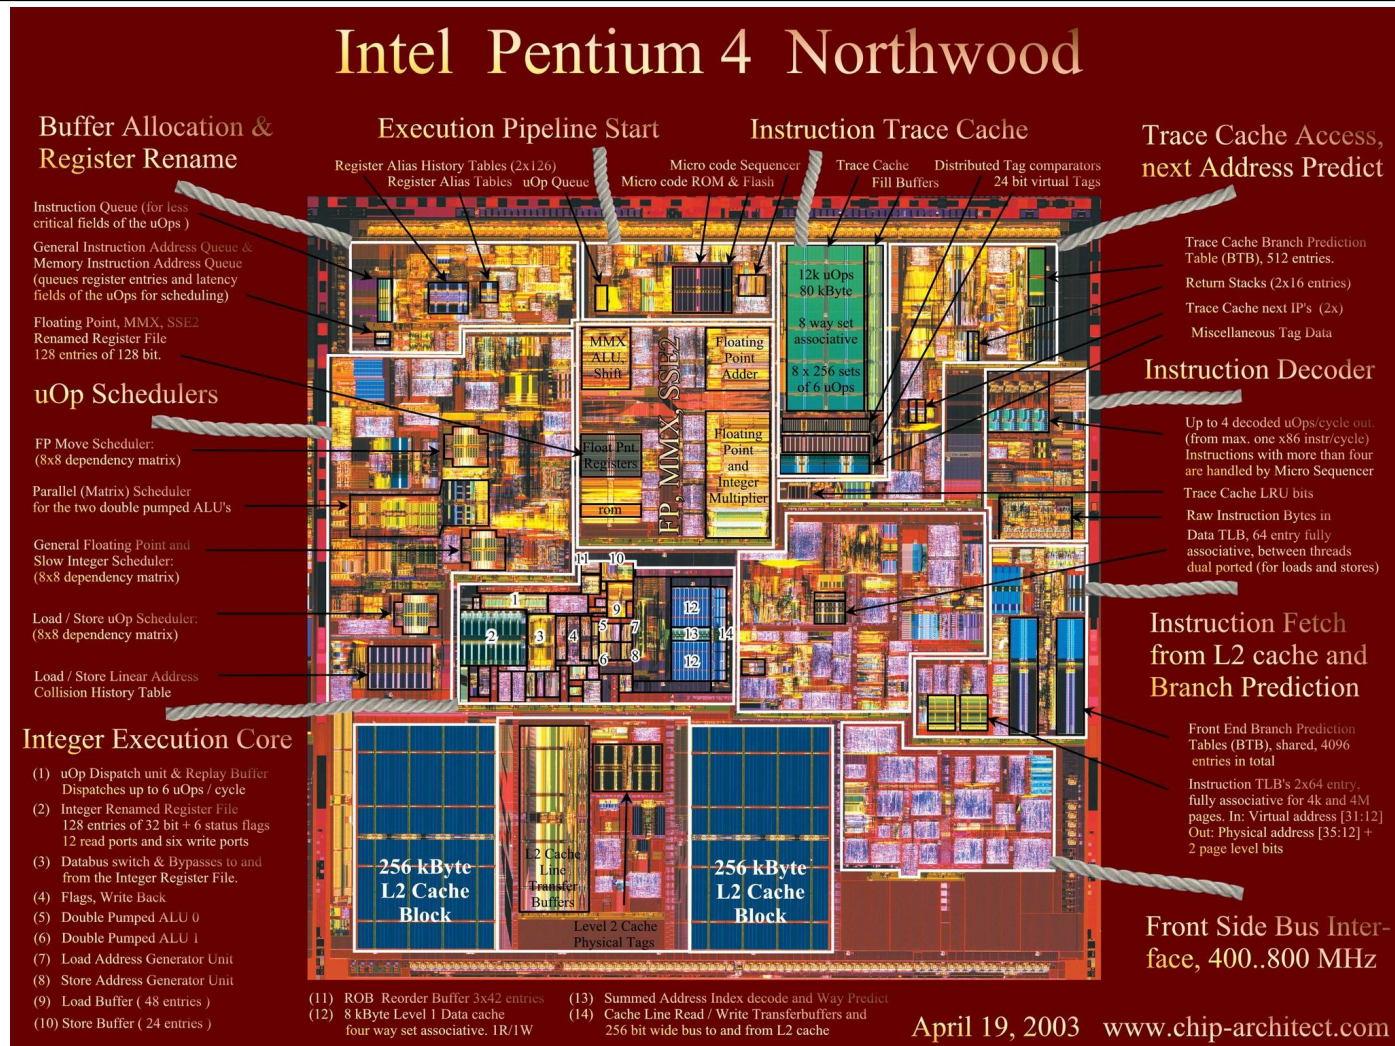 Intel Pentium 4 Northwood
Buffer Allocation &
Register Rename
Execution Pipeline Start
Instruction Trace Cache
Trace Cache Access,
next Address Predict
Register Alias History Tables (2x126)
Register Alias Tables
uOp Queue
Micro code Sequencer
Micro code ROM & Flash
Trace Cache
Fill Buffers
Distributed Tag comparators
24 bit virtual Tags
Instruction Queue (for less
critical fields of the uOps )
General Instruction Address Queue &
Memory Instruction Address Queue
(queues register entries and latency
fields of the uOps for scheduling)
Floating Point, MMX, SSE2
Renamed Register File
128 entries of 128 bit.
uOp Schedulers
FP Move Scheduler:
(8x8 dependency matrix)
Parallel (Matrix) Scheduler
for the two double pumped ALU's
General Floating Point and
Slow Integer Scheduler:
(8x8 dependency matrix)
Load / Store uOp Scheduler:
(8x8 dependency matrix)
Load / Store Linear Address
Collision History Table
Integer Execution Core
(1) uOp Dispatch unit & Replay Buffer
Dispatches up to 6 uOps / cycle
(2) Integer Renamed Register File
128 entries of 32 bit + 6 status flags
12 read ports and six write ports
(3) Databus switch & Bypasses to and
from the Integer Register File.
(4) Flags, Write Back
(5) Double Pumped ALU 0
(6) Double Pumped ALU 1
(7) Load Address Generator Unit
(8) Store Address Generator Unit
(9) Load Buffer ( 48 entries )
(10) Store Buffer ( 24 entries )
12k uOps
80 kByte
8 way set
associative
8 x 256 sets
of 6 uOps
MMX
ALU,
Shift
FP, MMX, SSE2
Floating
Point
Adder
Float Pnt.
Registers
rom
Floating
Point
and
Integer
Multiplier
11
10
1
2
3
4
5
6
7
8
9
12
13
12
14
256 kByte
L2 Cache
Block
L2 Cache
Line
Transfer
Buffers
Level 2 Cache
Physical Tags
256 kByte
L2 Cache
Block
Trace Cache Branch Prediction
Table (BTB), 512 entries.
Return Stacks (2x16 entries)
Trace Cache next IP's (2x)
Miscellaneous Tag Data
Instruction Decoder
Up to 4 decoded uOps/cycle out.
(from max. one x86 instr/cycle)
Instructions with more than four
are handled by Micro Sequencer
Trace Cache LRU bits
Raw Instruction Bytes in
Data TLB, 64 entry fully
associative, between threads
dual ported (for loads and stores)
Instruction Fetch
from L2 cache and
Branch Prediction
Front End Branch Prediction
Tables (BTB), shared, 4096
entries in total
Instruction TLB's 2x64 entry,
fully associative for 4k and 4M
pages. In: Virtual address [31:12]
Out: Physical address [35:12] +
2 page level bits
Front Side Bus Inter-
face, 400..800 MHz
(11) ROB Reorder Buffer 3x42 entries
(12) 8 kByte Level 1 Data cache
four way set associative. 1R/1W
(13) Summed Address Index decode and Way Predict
(14) Cache Line Read / Write Transferbuffers and
256 bit wide bus to and from L2 cache
April 19, 2003 www.chip-architect.com